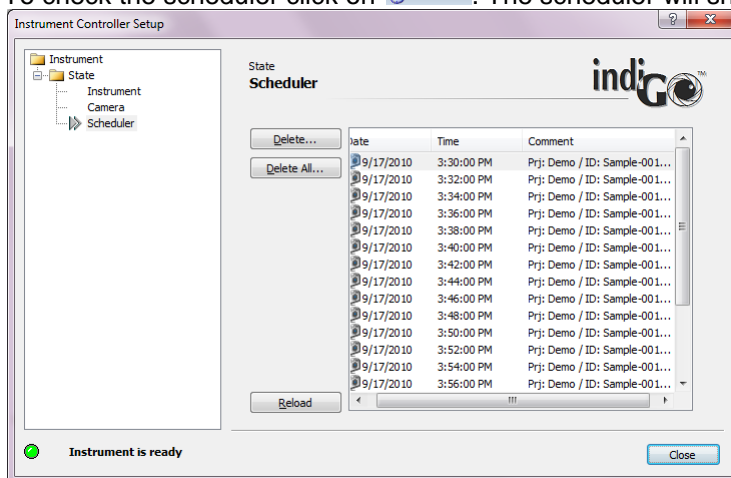 To check the scheduler click on . The scheduler will sh
Instrument Controller Setup
Instrument
State
Instrument
Camera
Scheduler
State
Scheduler
indiGo™
Delete...
Delete All...
Reload
Date Time Comment
9/17/2010 3:30:00 PM Prj: Demo / ID: Sample-001...
9/17/2010 3:32:00 PM Prj: Demo / ID: Sample-001...
9/17/2010 3:34:00 PM Prj: Demo / ID: Sample-001...
9/17/2010 3:36:00 PM Prj: Demo / ID: Sample-001...
9/17/2010 3:38:00 PM Prj: Demo / ID: Sample-001...
9/17/2010 3:40:00 PM Prj: Demo / ID: Sample-001...
9/17/2010 3:42:00 PM Prj: Demo / ID: Sample-001...
9/17/2010 3:44:00 PM Prj: Demo / ID: Sample-001...
9/17/2010 3:46:00 PM Prj: Demo / ID: Sample-001...
9/17/2010 3:48:00 PM Prj: Demo / ID: Sample-001...
9/17/2010 3:50:00 PM Prj: Demo / ID: Sample-001...
9/17/2010 3:52:00 PM Prj: Demo / ID: Sample-001...
9/17/2010 3:54:00 PM Prj: Demo / ID: Sample-001...
9/17/2010 3:56:00 PM Prj: Demo / ID: Sample-001...
Instrument is ready
Close